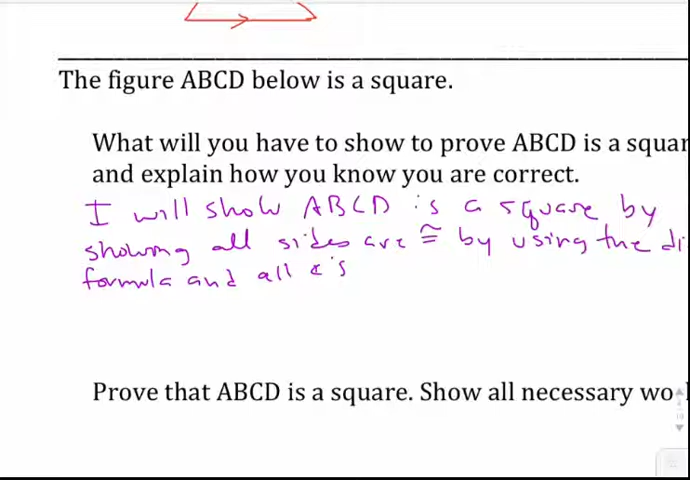 The figure ABCD below is a square.
What will you have to show to prove ABCD is a squar
and explain how you know you are correct.
I will show ABCD is a square by
showing all sides are ≅ by using the di
formula and all ∠'s
Prove that ABCD is a square. Show all necessary wo